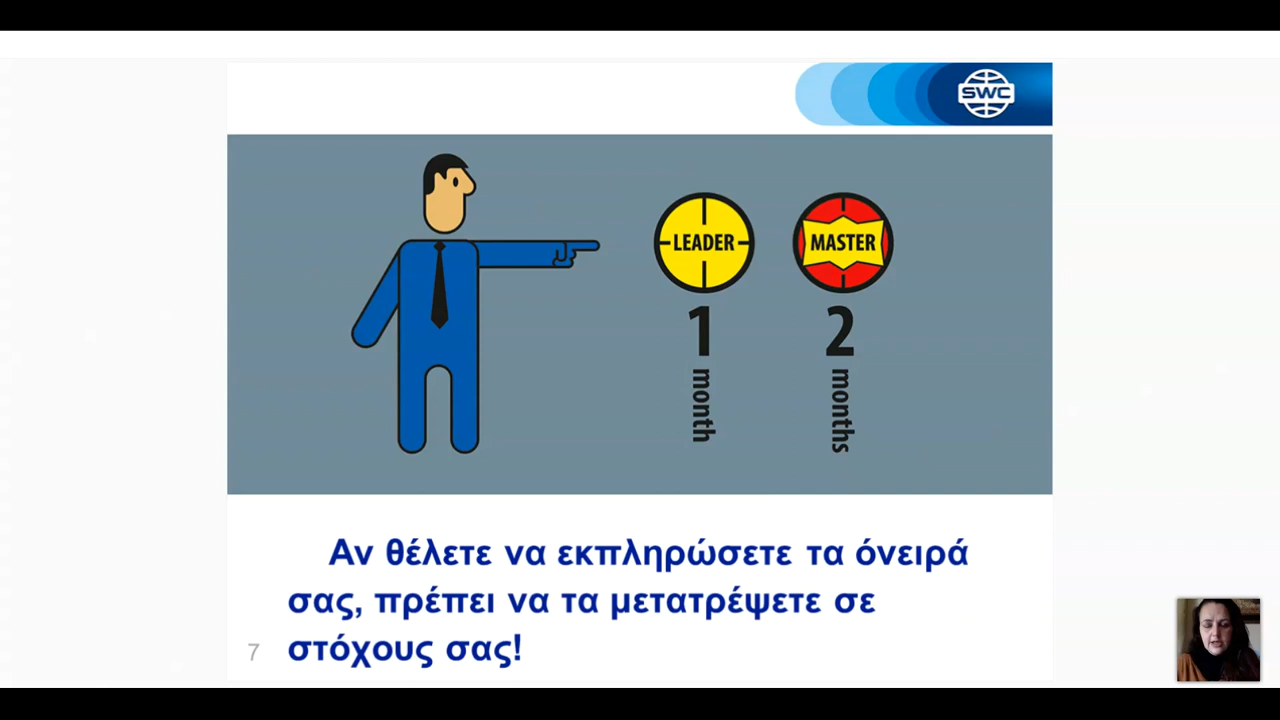 SWC
LEADER
MASTER
1
month
2
months
Αν θέλετε να εκπληρώσετε τα όνειρά
σας, πρέπει να τα μετατρέψετε σε
στόχους σας!
7